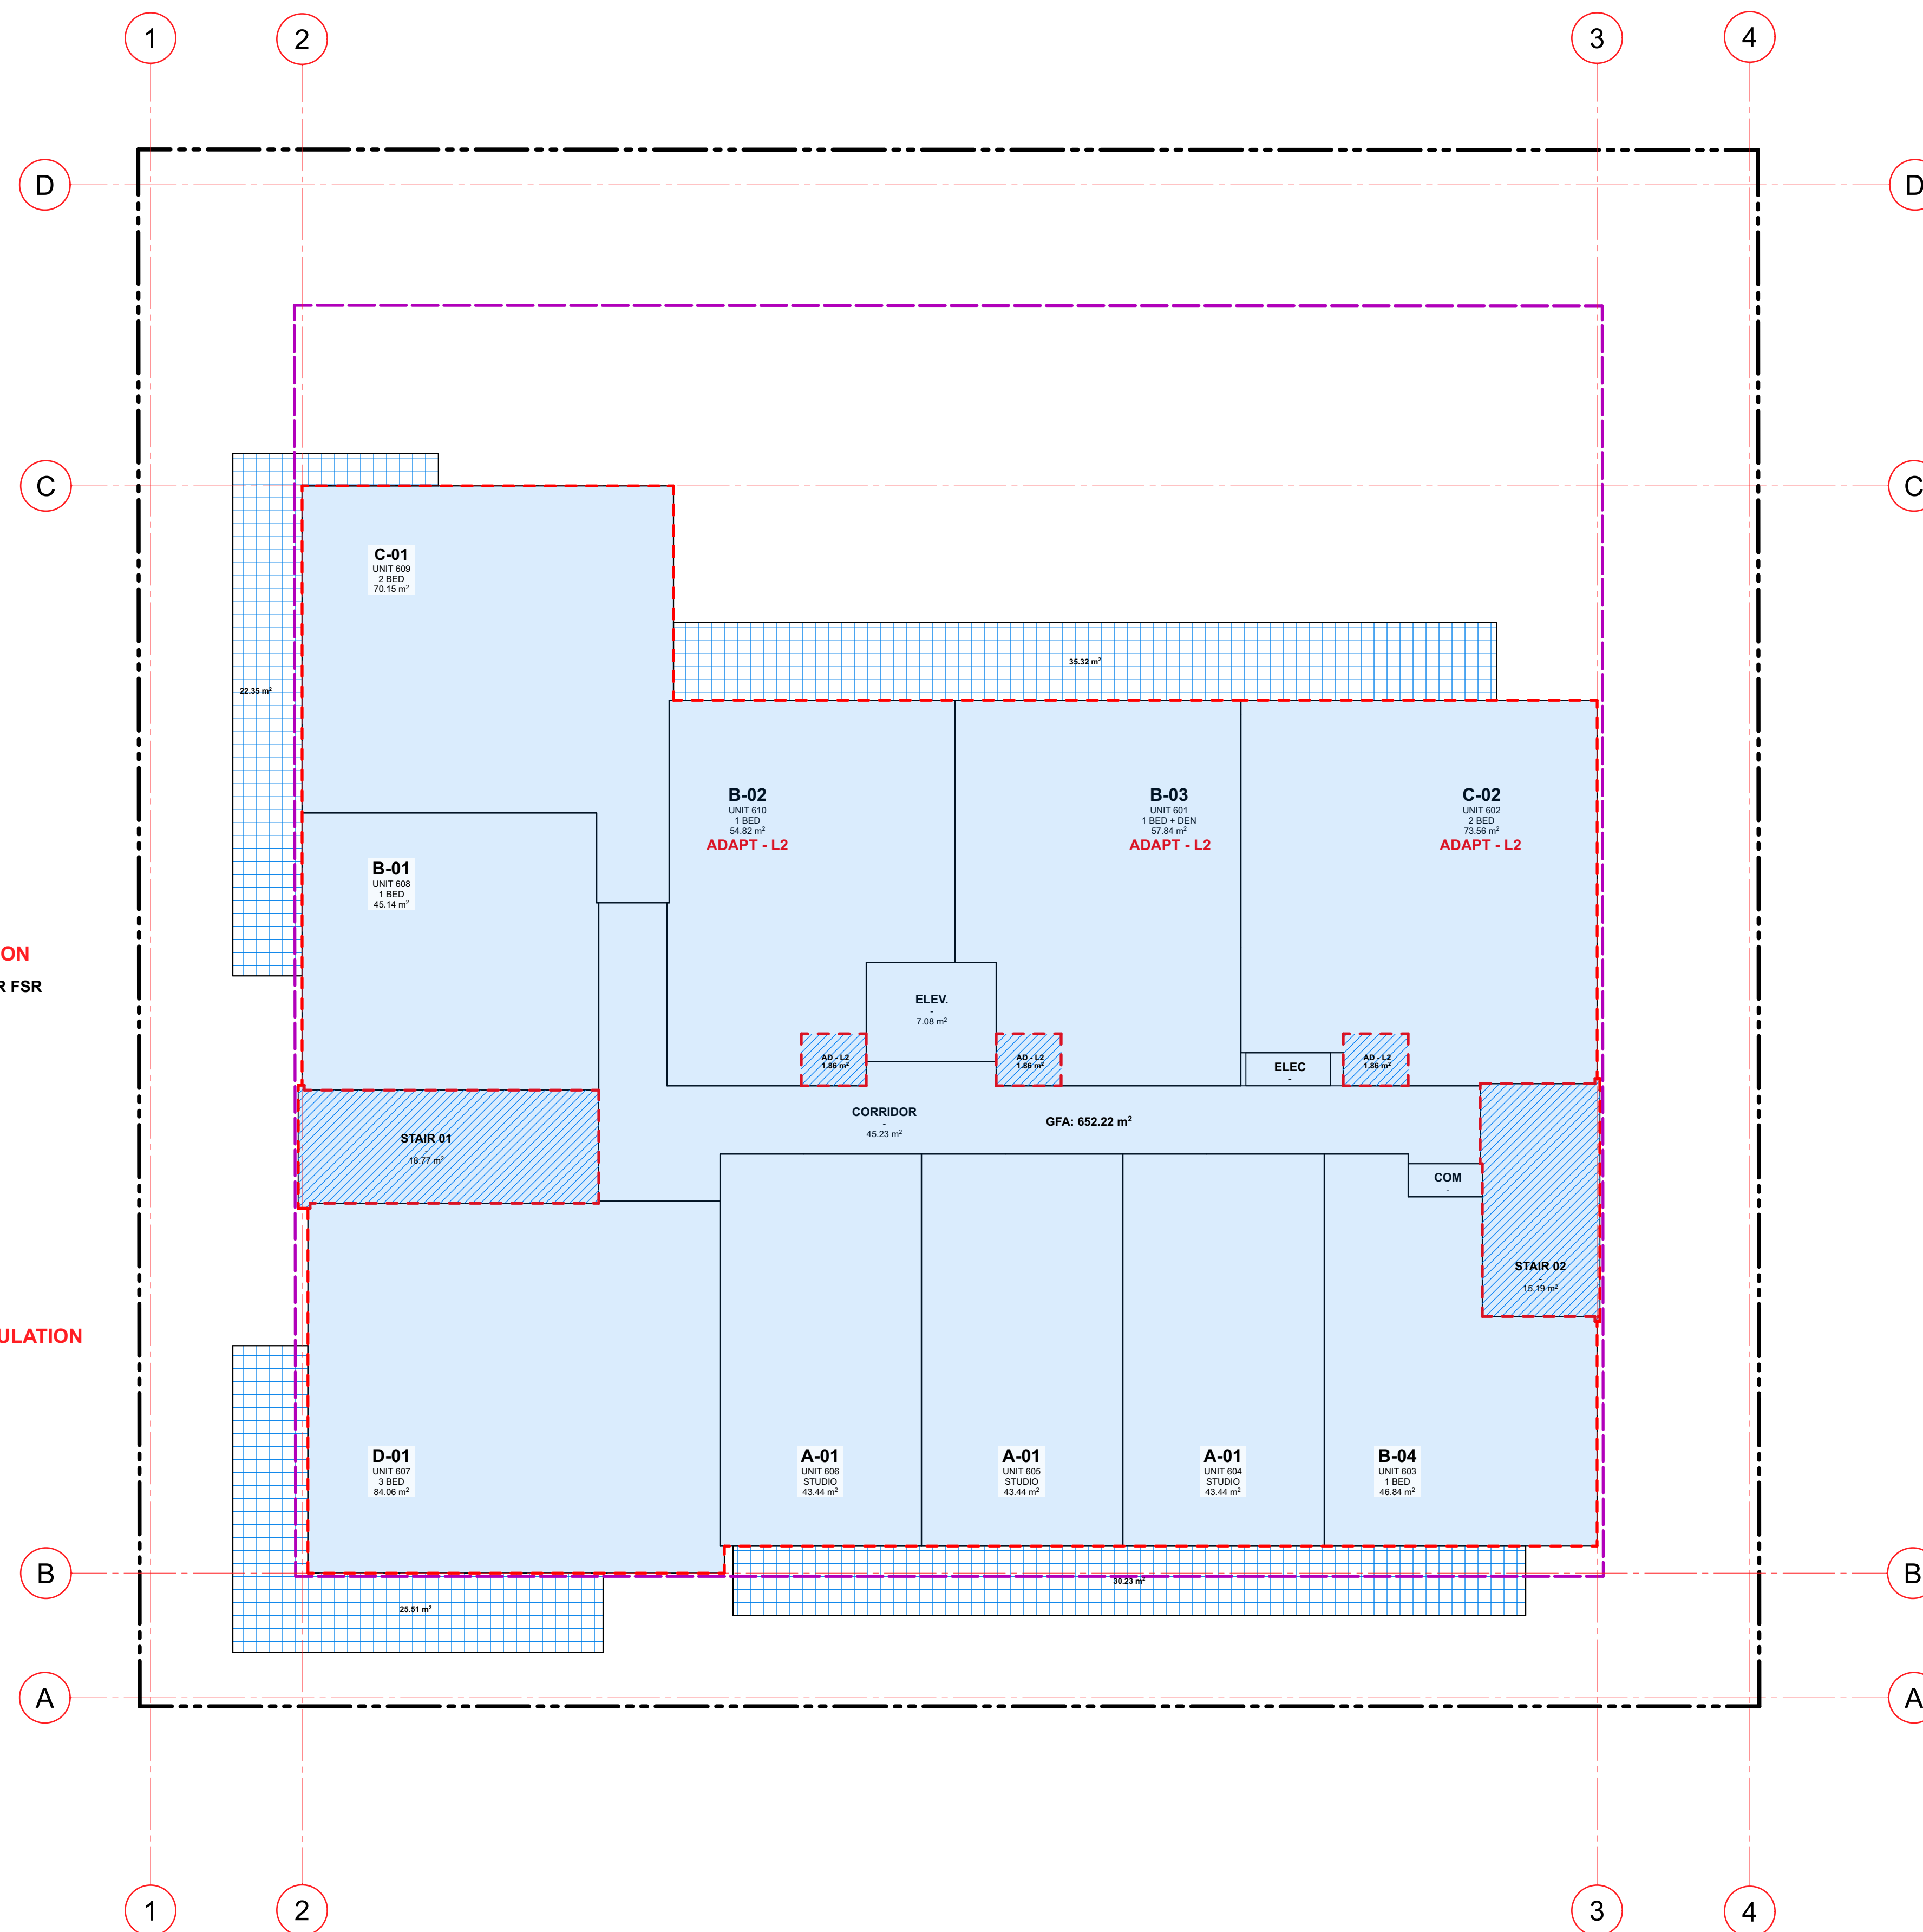 1
2
3
4
D
D
C
C
C-01
UNIT 609
2 BED
70.15 m²
35.32 m²
22.35 m²
B-02
UNIT 610
1 BED
54.82 m²
ADAPT - L2
B-03
UNIT 601
1 BED + DEN
57.84 m²
ADAPT - L2
C-02
UNIT 602
2 BED
73.56 m²
ADAPT - L2
B-01
UNIT 608
1 BED
45.14 m²
ON
R FSR
ELEV.
-
7.08 m²
AD - L2
1.86 m²
AD - L2
1.86 m²
ELEC
-
AD - L2
1.86 m²
CORRIDOR
-
45.23 m²
GFA: 652.22 m²
STAIR 01
-
18.77 m²
COM
-
STAIR 02
-
15.19 m²
ULATION
D-01
UNIT 607
3 BED
84.06 m²
A-01
UNIT 606
STUDIO
43.44 m²
A-01
UNIT 605
STUDIO
43.44 m²
A-01
UNIT 604
STUDIO
43.44 m²
B-04
UNIT 603
1 BED
46.84 m²
B
B
30.23 m²
25.51 m²
A
A
1
2
3
4